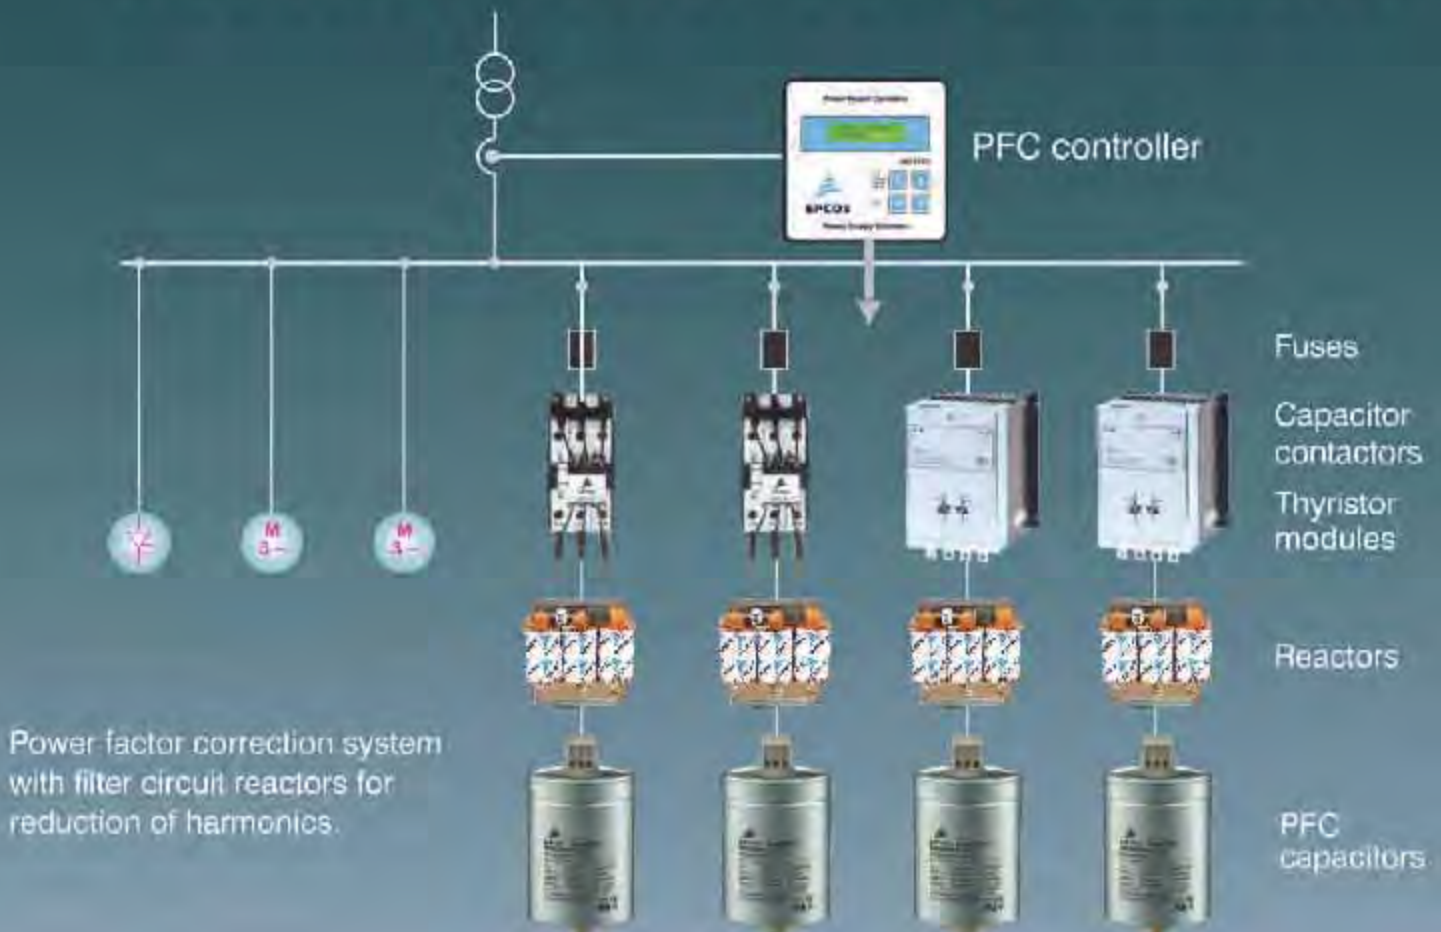 PFC controller
EPCOS
Fuses
Capacitor
contactors
Thyristor
modules
M
3~
M
3~
Reactors
Power factor correction system
with filter circuit reactors for
reduction of harmonics.
PFC
capacitors